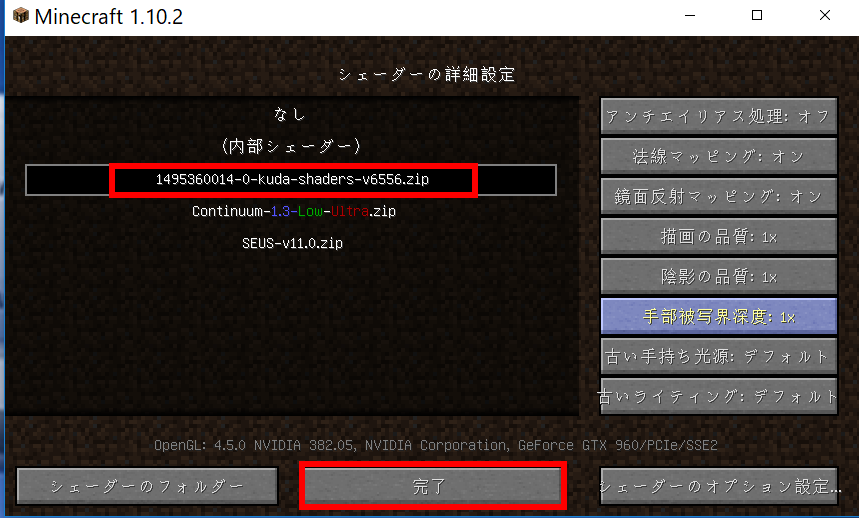 Minecraft 1.10.2
シェーダーの詳細設定
なし
(内部シェーダー)
1495360014-0-kuda-shaders-v6556.zip
Continuum-1.3-Low-Ultra.zip
SEUS-v11.0.zip
アンチエイリアス処理: オフ
法線マッピング: オン
鏡面反射マッピング: オン
描画の品質: 1x
陰影の品質: 1x
手部被写界深度: 1x
古い手持ち光源: デフォルト
古いライティング: デフォルト
OpenGL: 4.5.0 NVIDIA 382.05, NVIDIA Corporation, GeForce GTX 960/PCIe/SSE2
シェーダーのフォルダー
完了
シェーダーのオプション設定...